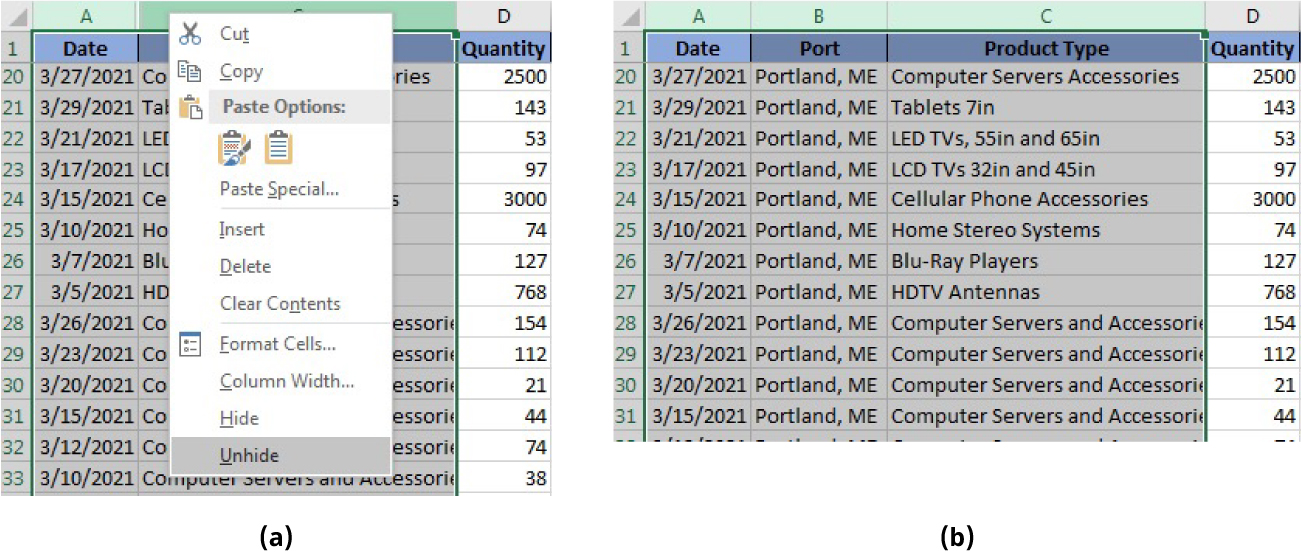 A C D
1 Date Quantity
20 3/27/2021 Co ries 2500
21 3/29/2021 Tab 143
22 3/21/2021 LED 53
23 3/17/2021 LCD 97
24 3/15/2021 Ce s 3000
25 3/10/2021 Ho 74
26 3/7/2021 Blu 127
27 3/5/2021 HD 768
28 3/26/2021 Co essorie 154
29 3/23/2021 Co essorie 112
30 3/20/2021 Co essorie 21
31 3/15/2021 Co essorie 44
32 3/12/2021 Co essorie 74
33 3/10/2021 Computer Servers and Accessorie 38
Cut
Copy
Paste Options:
Paste Special...
Insert
Delete
Clear Contents
Format Cells...
Column Width...
Hide
Unhide
(a)
A B C D
1 Date Port Product Type Quantity
20 3/27/2021 Portland, ME Computer Servers Accessories 2500
21 3/29/2021 Portland, ME Tablets 7in 143
22 3/21/2021 Portland, ME LED TVs, 55in and 65in 53
23 3/17/2021 Portland, ME LCD TVs 32in and 45in 97
24 3/15/2021 Portland, ME Cellular Phone Accessories 3000
25 3/10/2021 Portland, ME Home Stereo Systems 74
26 3/7/2021 Portland, ME Blu-Ray Players 127
27 3/5/2021 Portland, ME HDTV Antennas 768
28 3/26/2021 Portland, ME Computer Servers and Accessorie 154
29 3/23/2021 Portland, ME Computer Servers and Accessorie 112
30 3/20/2021 Portland, ME Computer Servers and Accessorie 21
31 3/15/2021 Portland, ME Computer Servers and Accessorie 44
(b)